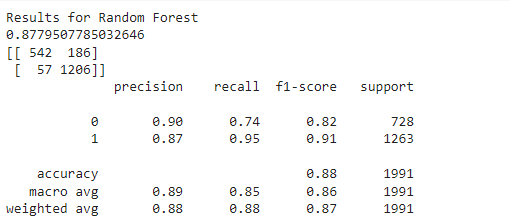 Results for Random Forest
0.8779507785032646
[[ 542  186]
 [  57 1206]]
              precision    recall  f1-score   support

           0       0.90      0.74      0.82       728
           1       0.87      0.95      0.91      1263

    accuracy                           0.88      1991
   macro avg       0.89      0.85      0.86      1991
weighted avg       0.88      0.88      0.87      1991